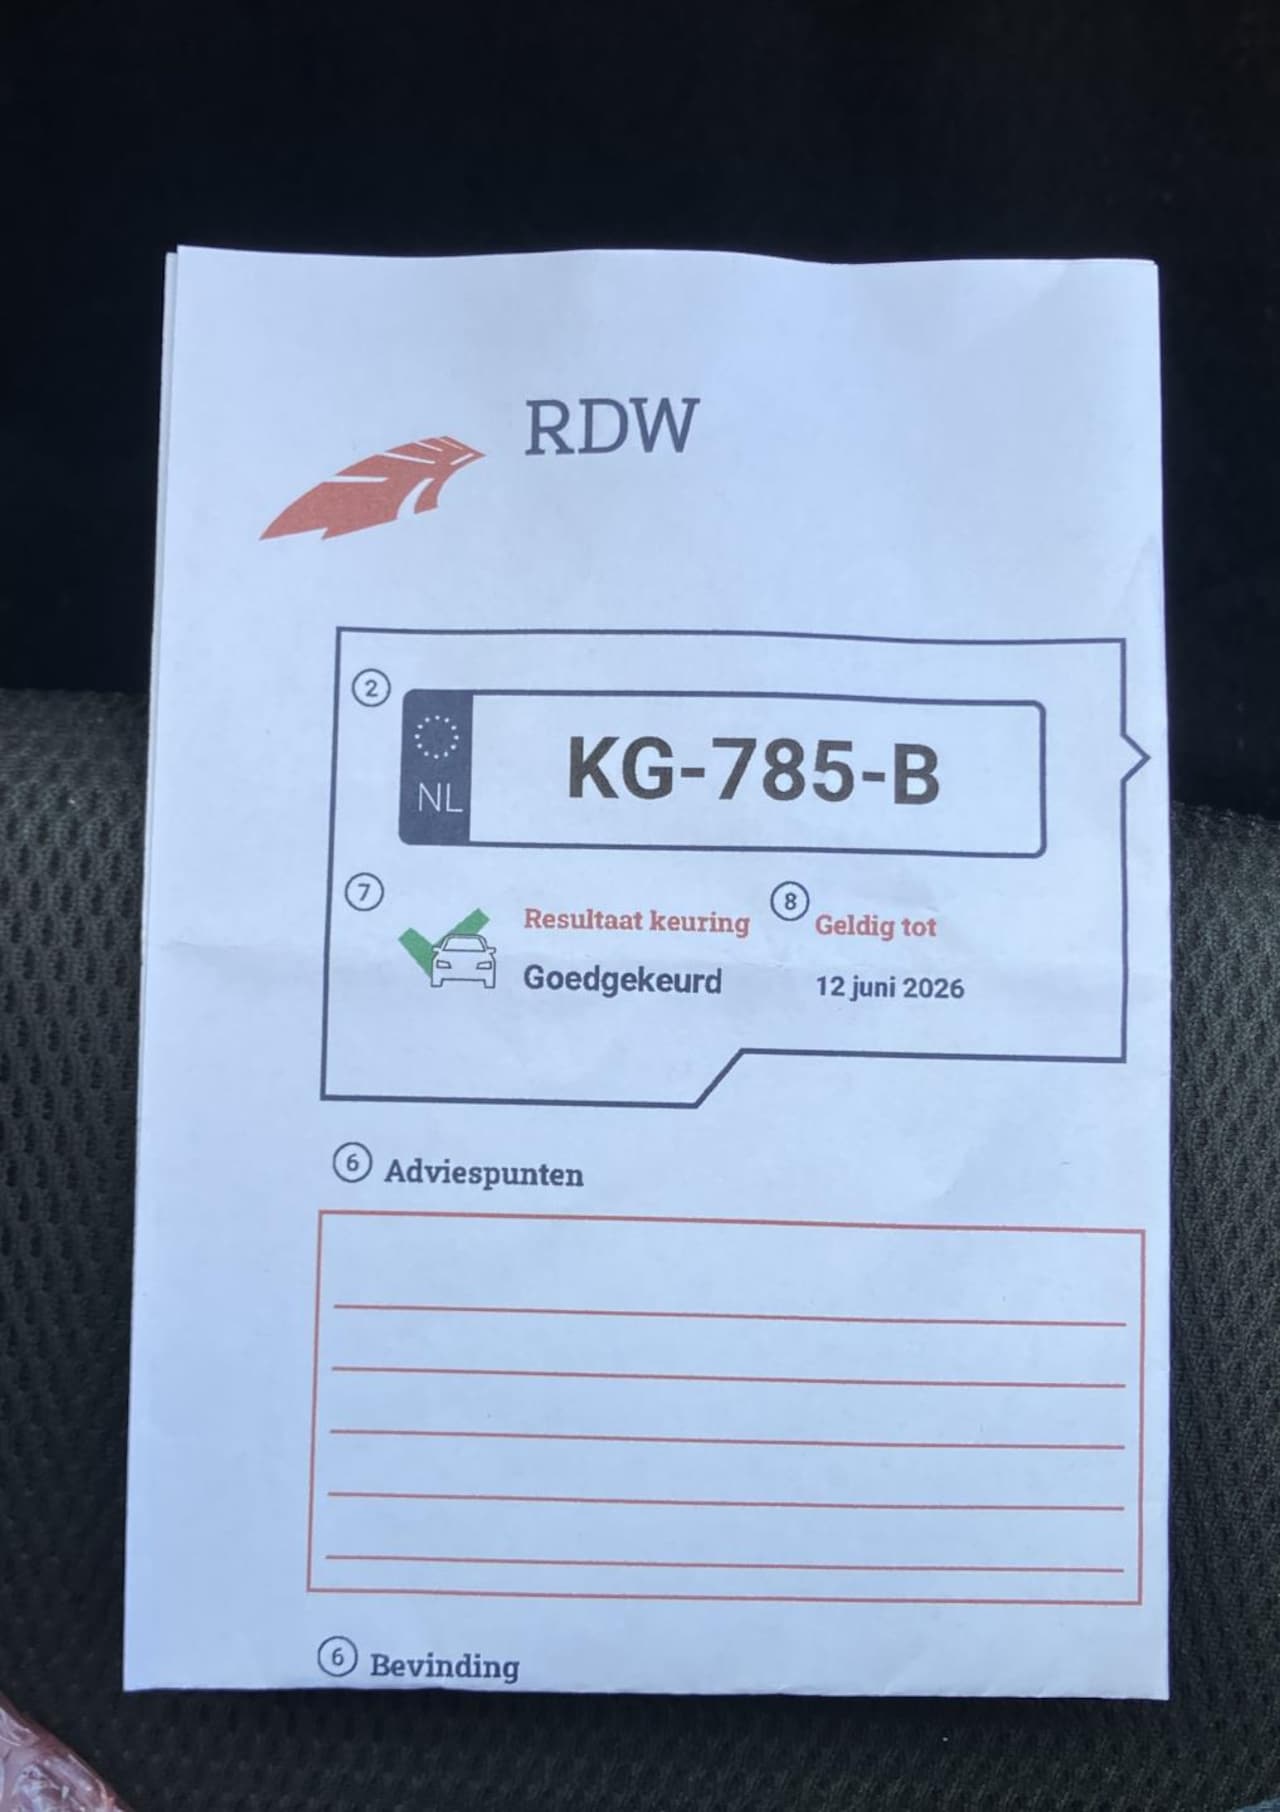 RDW
2
NL
KG-785-B
7
Resultaat keuring
8
Geldig tot
Goedgekeurd
12 juni 2026
6 Adviespunten
6 Bevinding